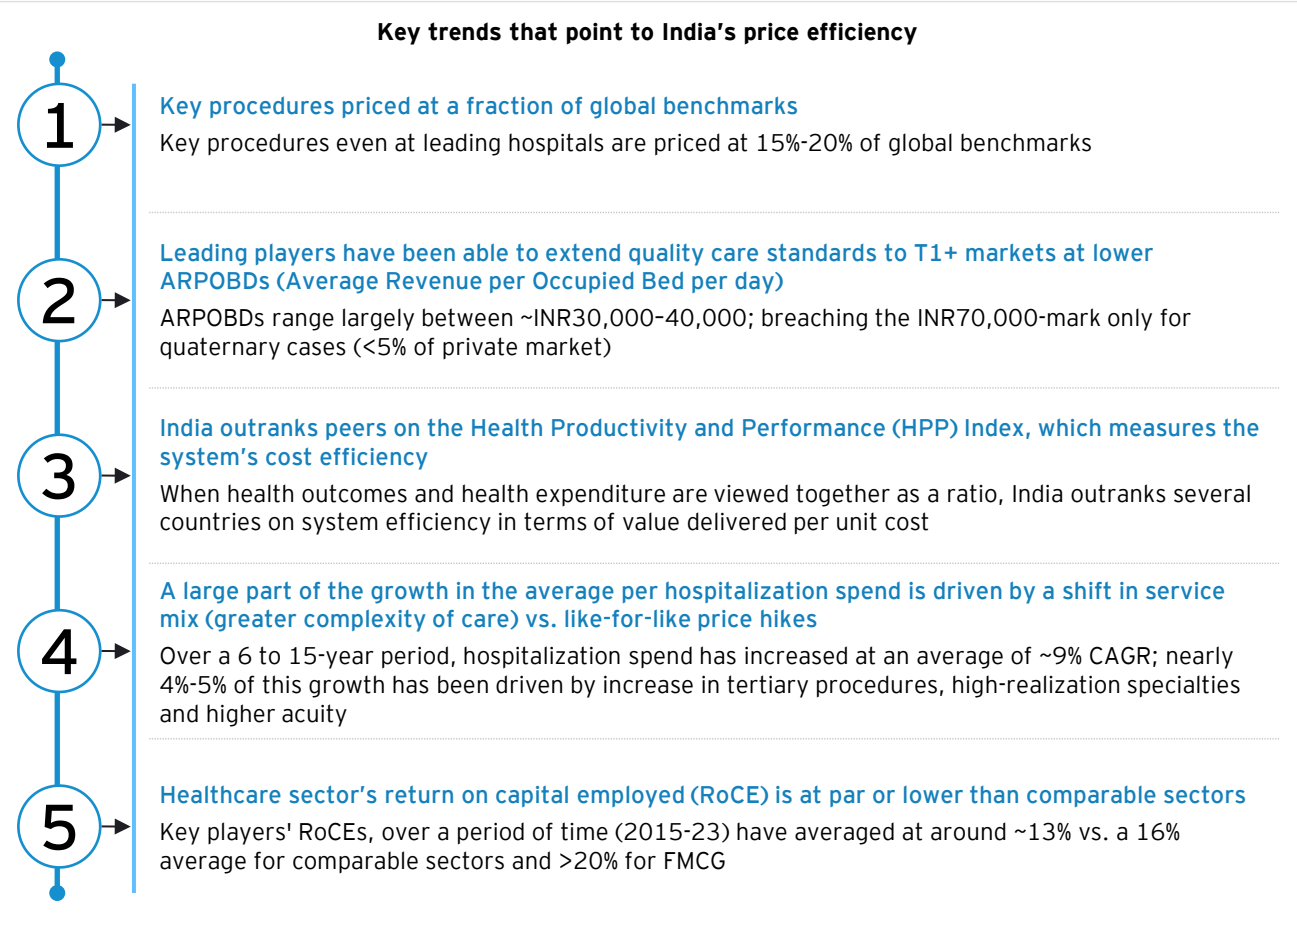 Key trends that point to India's price efficiency
1
Key procedures priced at a fraction of global benchmarks
Key procedures even at leading hospitals are priced at 15%-20% of global benchmarks
2
Leading players have been able to extend quality care standards to T1+ markets at lower
ARPOBDs (Average Revenue per Occupied Bed per day)
ARPOBDs range largely between ~INR30,000–40,000; breaching the INR70,000-mark only for
quaternary cases (<5% of private market)
3
India outranks peers on the Health Productivity and Performance (HPP) Index, which measures the
system's cost efficiency
When health outcomes and health expenditure are viewed together as a ratio, India outranks several
countries on system efficiency in terms of value delivered per unit cost
4
A large part of the growth in the average per hospitalization spend is driven by a shift in service
mix (greater complexity of care) vs. like-for-like price hikes
Over a 6 to 15-year period, hospitalization spend has increased at an average of ~9% CAGR; nearly
4%-5% of this growth has been driven by increase in tertiary procedures, high-realization specialties
and higher acuity
5
Healthcare sector's return on capital employed (RoCE) is at par or lower than comparable sectors
Key players' RoCEs, over a period of time (2015-23) have averaged at around ~13% vs. a 16%
average for comparable sectors and >20% for FMCG